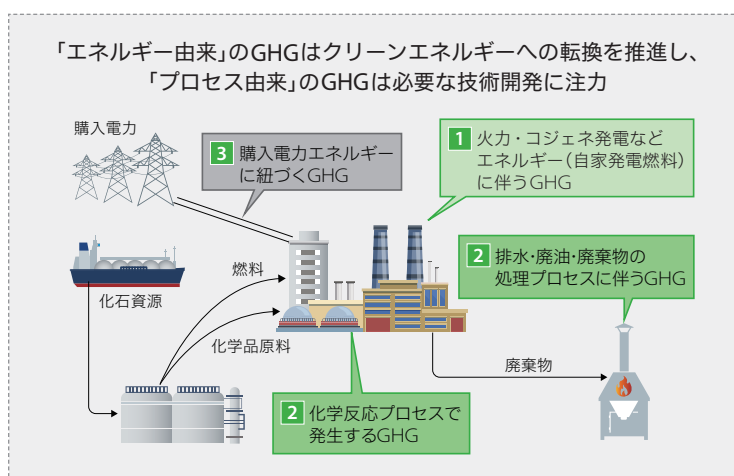 「エネルギー由来」のGHGはクリーンエネルギーへの転換を推進し、
「プロセス由来」のGHGは必要な技術開発に注力
購入電力
3 購入電力エネルギー
に紐づくGHG
1 火力・コジェネ発電など
エネルギー（自家発電燃料）
に伴うGHG
化石資源
燃料
化学品原料
2 排水・廃油・廃棄物の
処理プロセスに伴うGHG
廃棄物
2 化学反応プロセスで
発生するGHG